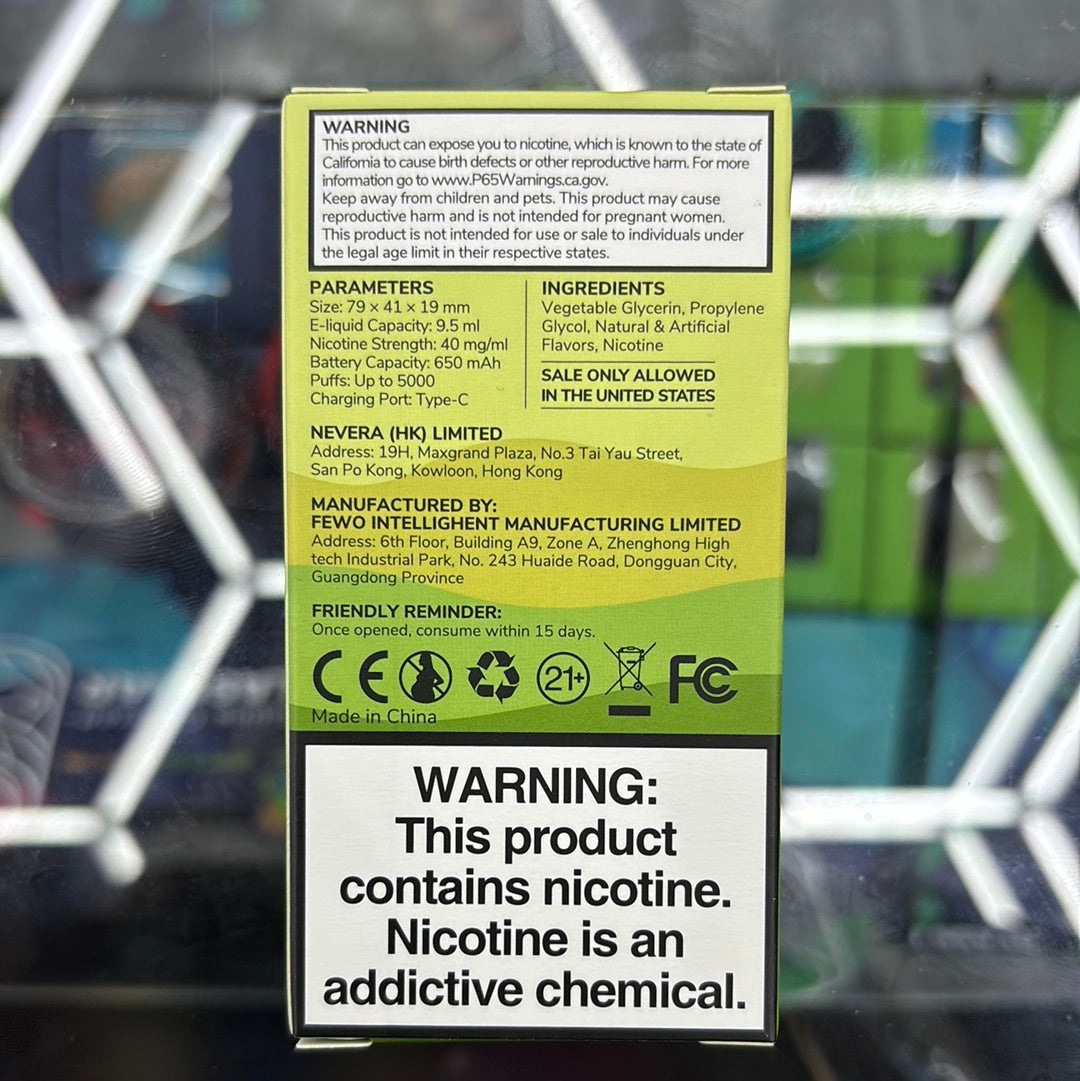 WARNING
This product can expose you to nicotine, which is known to the state of
California to cause birth defects or other reproductive harm. For more
information go to www.P65Warnings.ca.gov.
Keep away from children and pets. This product may cause
reproductive harm and is not intended for pregnant women.
This product is not intended for use or sale to individuals under
the legal age limit in their respective states.
PARAMETERS
Size: 79 × 41 × 19 mm
E-liquid Capacity: 9.5 ml
Nicotine Strength: 40 mg/ml
Battery Capacity: 650 mAh
Puffs: Up to 5000
Charging Port: Type-C
INGREDIENTS
Vegetable Glycerin, Propylene
Glycol, Natural & Artificial
Flavors, Nicotine
SALE ONLY ALLOWED
IN THE UNITED STATES
NEVERA (HK) LIMITED
Address: 19H, Maxgrand Plaza, No.3 Tai Yau Street,
San Po Kong, Kowloon, Hong Kong
MANUFACTURED BY:
FEWO INTELLIGHENT MANUFACTURING LIMITED
Address: 6th Floor, Building A9, Zone A, Zhenghong High
tech Industrial Park, No. 243 Huaide Road, Dongguan City,
Guangdong Province
FRIENDLY REMINDER:
Once opened, consume within 15 days.
CE 21+ FC
Made in China
WARNING:
This product
contains nicotine.
Nicotine is an
addictive chemical.